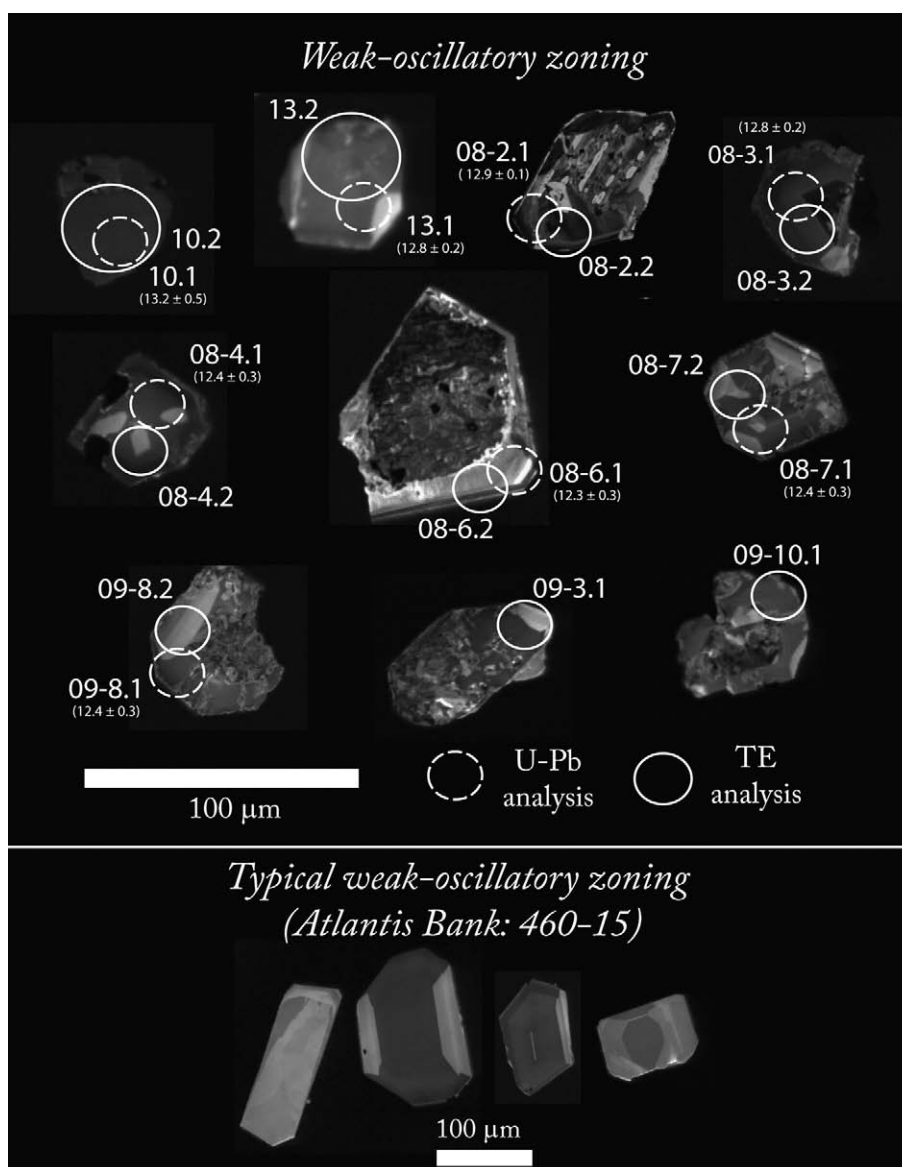 Weak-oscillatory zoning
13.2
08-2.1
(12.9 ± 0.1)
(12.8 ± 0.2)
08-3.1
10.2
10.1
(13.2 ± 0.5)
13.1
(12.8 ± 0.2)
08-2.2
08-3.2
08-4.1
(12.4 ± 0.3)
08-7.2
08-4.2
08-6.1
(12.3 ± 0.3)
08-6.2
08-7.1
(12.4 ± 0.3)
09-8.2
09-3.1
09-10.1
09-8.1
(12.4 ± 0.3)
100 µm
U-Pb
analysis
TE
analysis
Typical weak-oscillatory zoning
(Atlantis Bank: 460-15)
100 µm